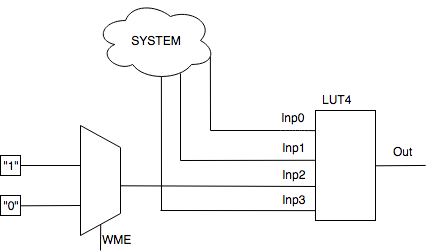 SYSTEM
LUT4
Inp0
Inp1
Out
"1"
Inp2
"0"
Inp3
WME